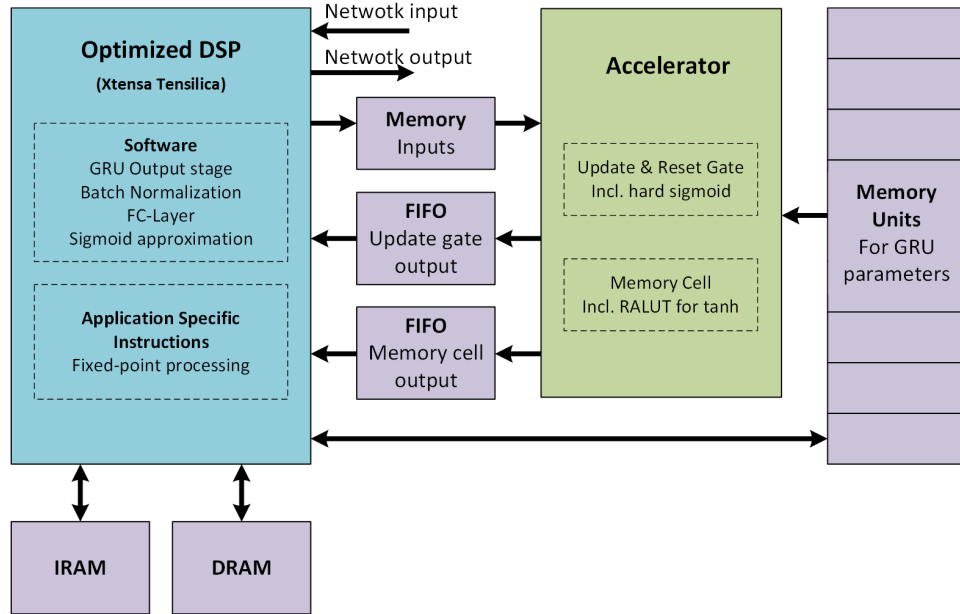 Netwotk input
Netwotk output
Optimized DSP
(Xtensa Tensilica)
Software
GRU Output stage
Batch Normalization
FC-Layer
Sigmoid approximation
Application Specific
Instructions
Fixed-point processing
Memory
Inputs
FIFO
Update gate
output
FIFO
Memory cell
output
Accelerator
Update & Reset Gate
Incl. hard sigmoid
Memory Cell
Incl. RALUT for tanh
Memory
Units
For GRU
parameters
IRAM
DRAM